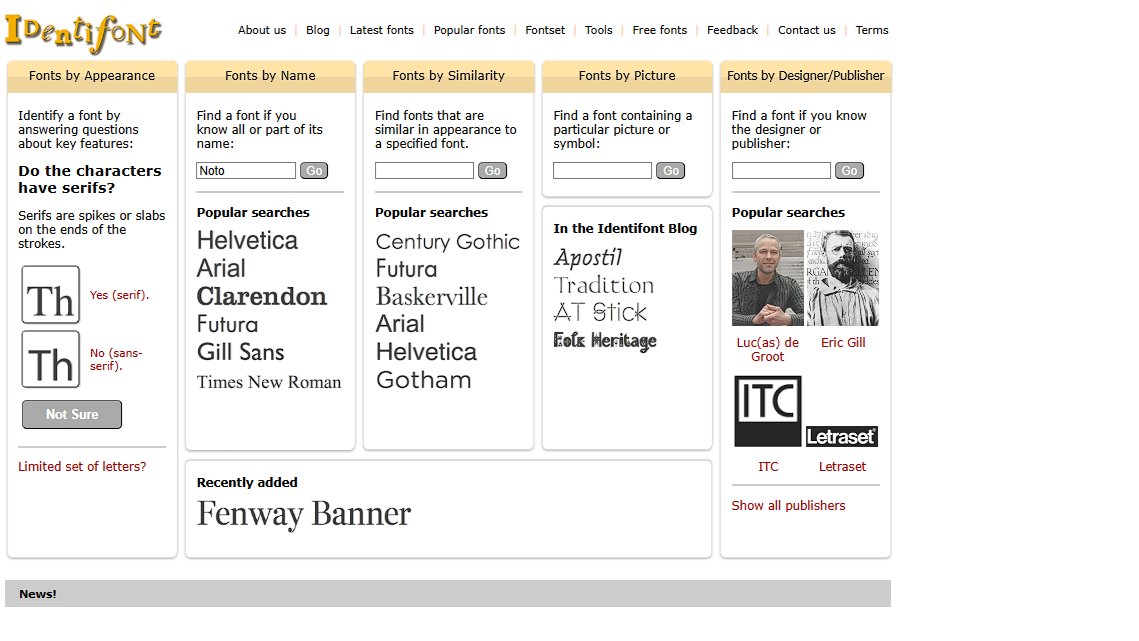 IDentifont
About us | Blog | Latest fonts | Popular fonts | Fontset | Tools | Free fonts | Feedback | Contact us | Terms
Fonts by Appearance
Identify a font by
answering questions
about key features:
Do the characters
have serifs?
Serifs are spikes or slabs
on the ends of the
strokes.
Th
Yes (serif).
Th
No (sans-
serif).
Not Sure
Limited set of letters?
Fonts by Name
Find a font if you
know all or part of its
name:
Noto
Go
Popular searches
Helvetica
Arial
Clarendon
Futura
Gill Sans
Times New Roman
Fonts by Similarity
Find fonts that are
similar in appearance to
a specified font.
Go
Popular searches
Century Gothic
Futura
Baskerville
Arial
Helvetica
Gotham
Fonts by Picture
Find a font containing a
particular picture or
symbol:
Go
In the Identifont Blog
Apostil
Tradition
AT Stick
Folk Heritage
Recently added
Fenway Banner
Fonts by Designer/Publisher
Find a font if you know
the designer or
publisher:
Go
Popular searches
Luc(as) de
Groot
Eric Gill
ITC
Letraset
ITC
Letraset
Show all publishers
News!